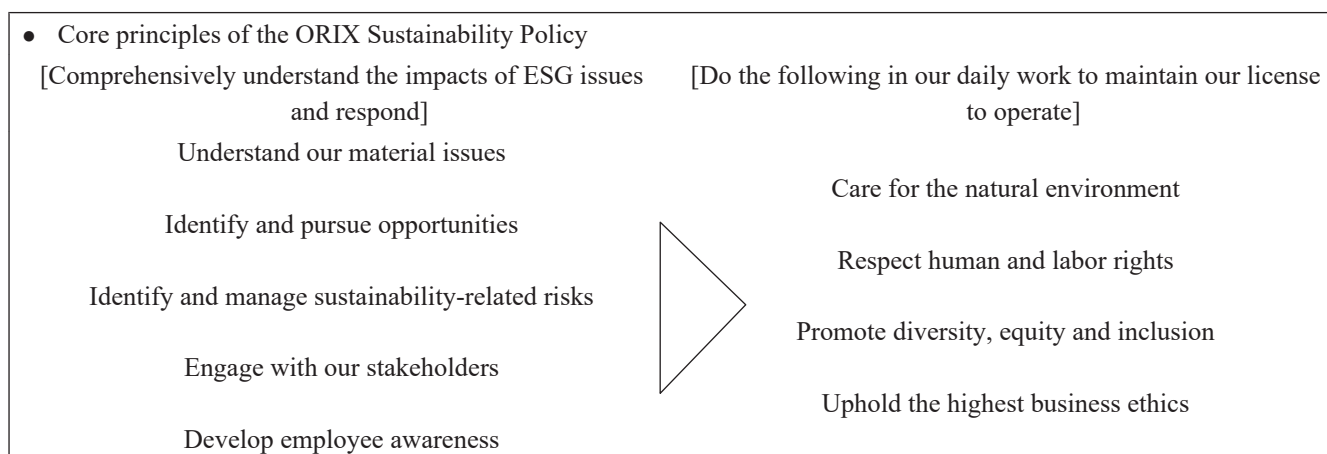 ● Core principles of the ORIX Sustainability Policy
[Comprehensively understand the impacts of ESG issues
and respond]
Understand our material issues
Identify and pursue opportunities
Identify and manage sustainability-related risks
Engage with our stakeholders
Develop employee awareness
[Do the following in our daily work to maintain our license
to operate]
Care for the natural environment
Respect human and labor rights
Promote diversity, equity and inclusion
Uphold the highest business ethics